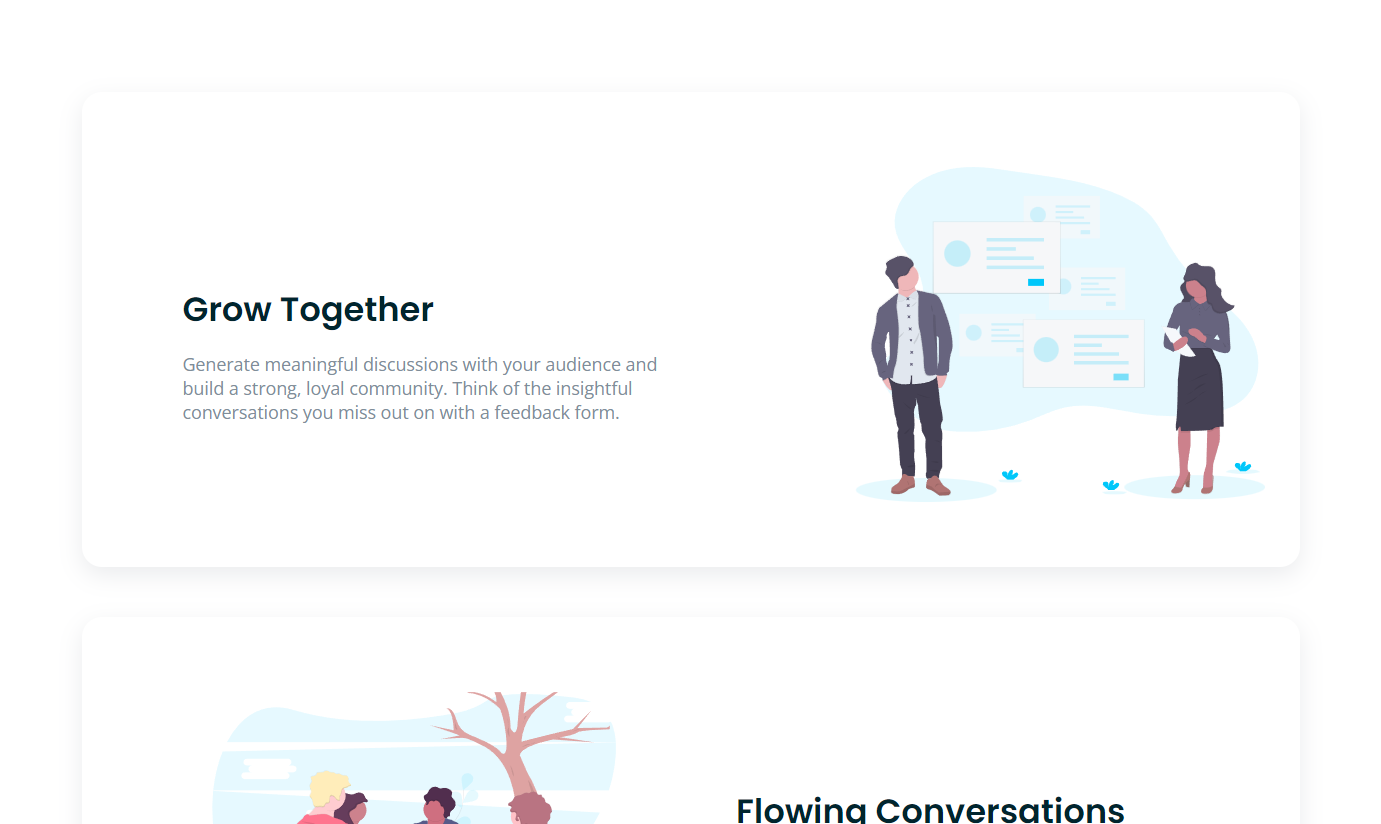 Grow Together
Generate meaningful discussions with your audience and
build a strong, loyal community. Think of the insightful
conversations you miss out on with a feedback form.
Flowing Conversations